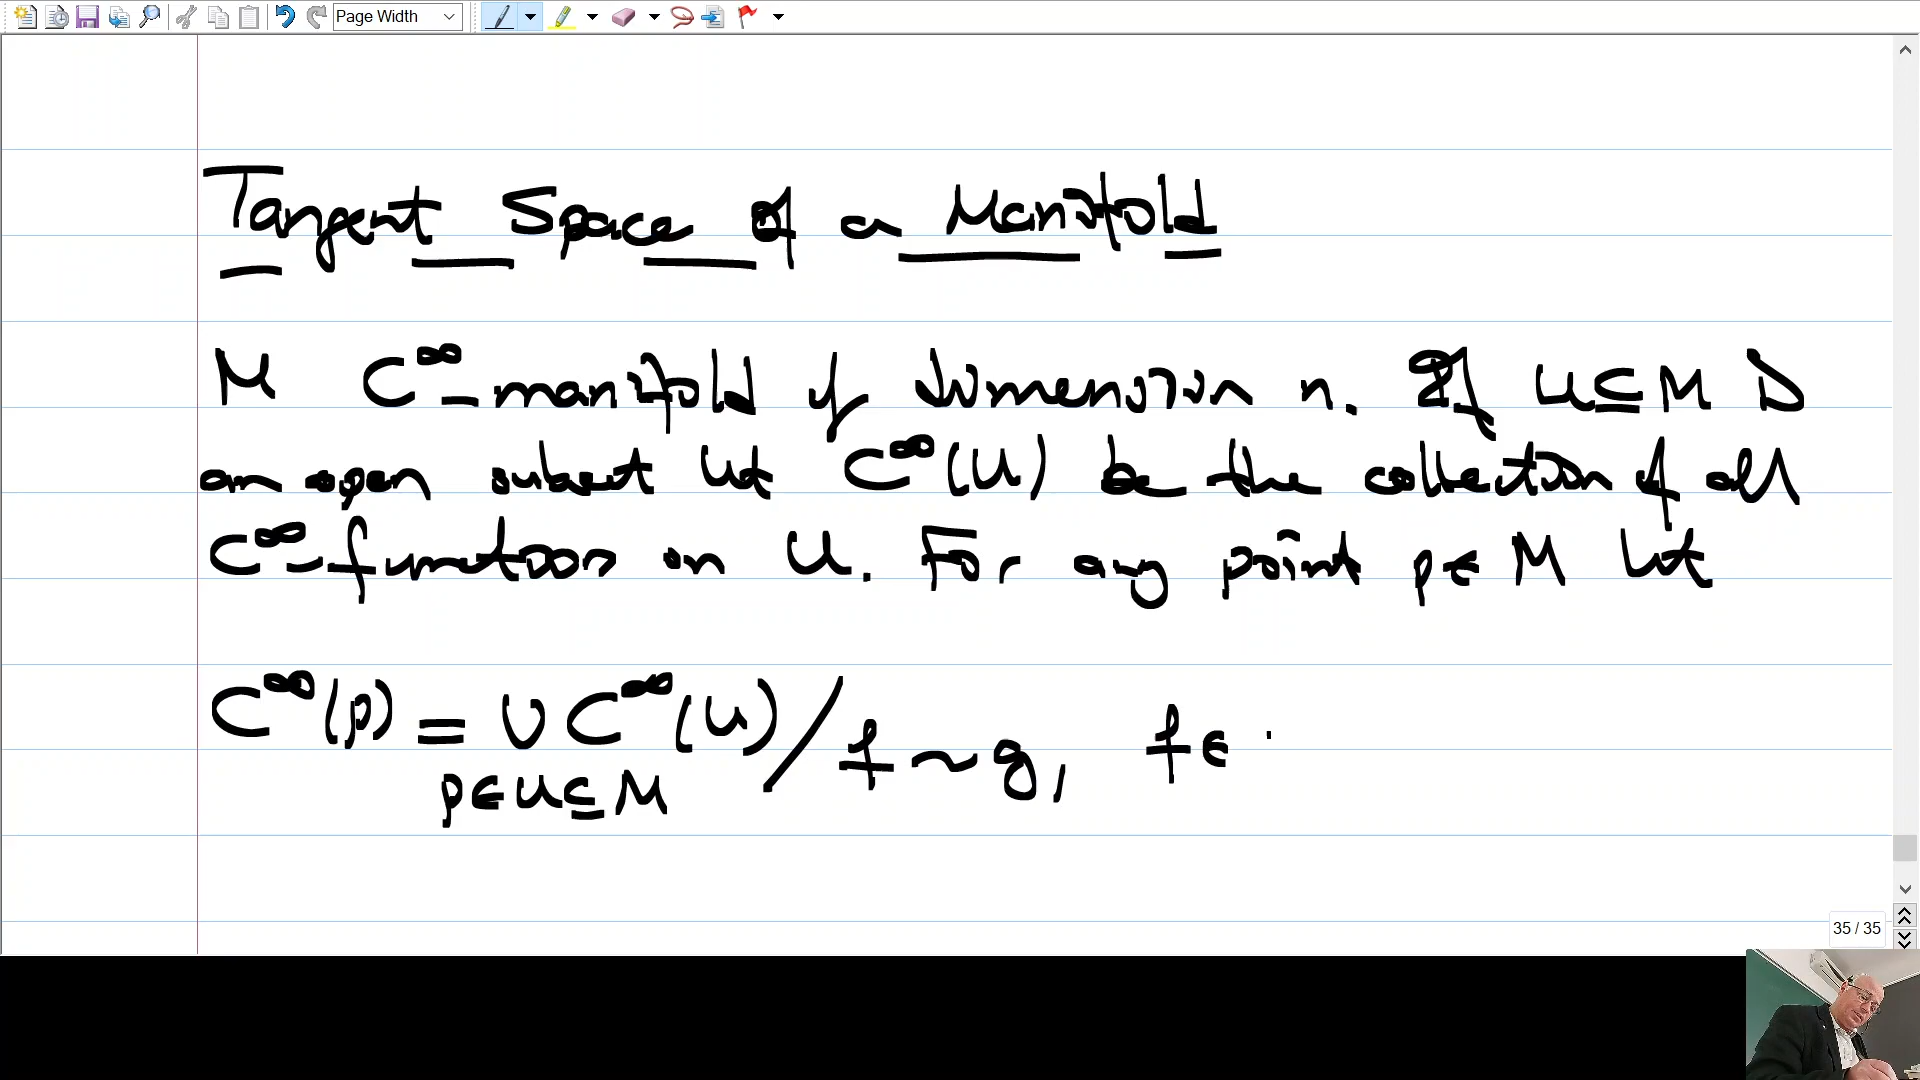 Page Width
Tangent Space of a Manifold
M C^∞-manifold of dimension n. If U⊆M is
an open subset let C^∞(U) be the collection of all
C^∞-functions on U. For any point p∈M let
C^∞(p) = ∪ C^∞(U) / f~g, f∈
p∈U⊆M
35 / 35